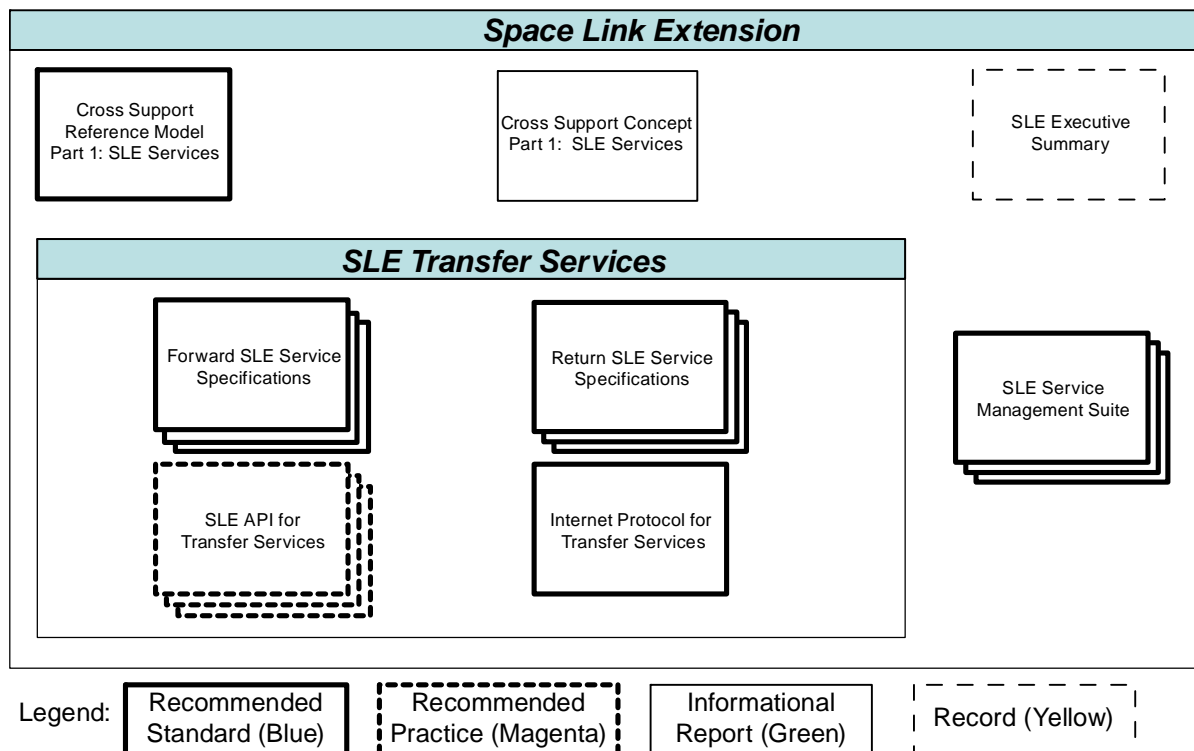 Space Link Extension
Cross Support
Reference Model
Part 1: SLE Services
Cross Support Concept
Part 1:  SLE Services
SLE Executive
Summary
SLE Transfer Services
Forward SLE Service
Specifications
Return SLE Service
Specifications
SLE Service
Management Suite
SLE API for
Transfer Services
Internet Protocol for
Transfer Services
Legend:
Recommended
Standard (Blue)
Recommended
Practice (Magenta)
Informational
Report (Green)
Record (Yellow)